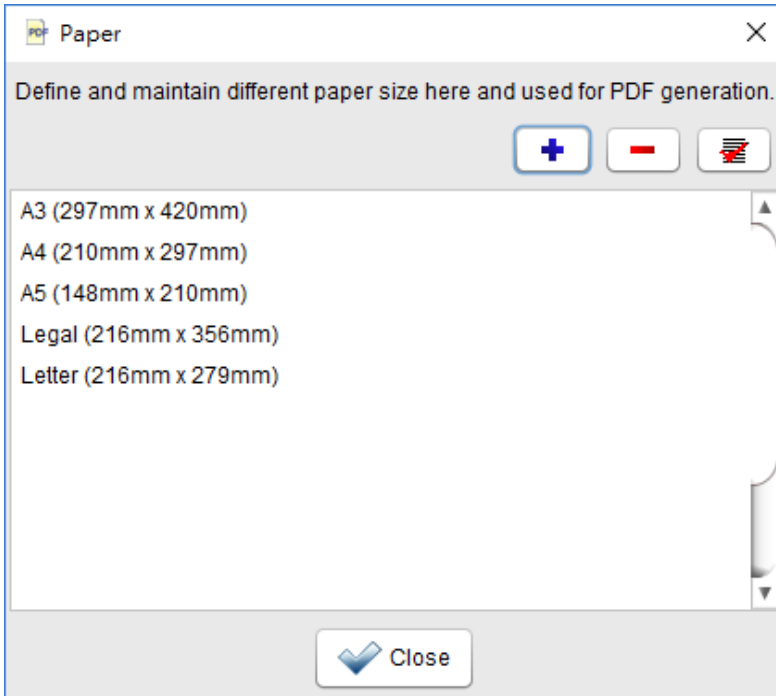 PDF Paper
Define and maintain different paper size here and used for PDF generation.
A3 (297mm x 420mm)
A4 (210mm x 297mm)
A5 (148mm x 210mm)
Legal (216mm x 356mm)
Letter (216mm x 279mm)
Close